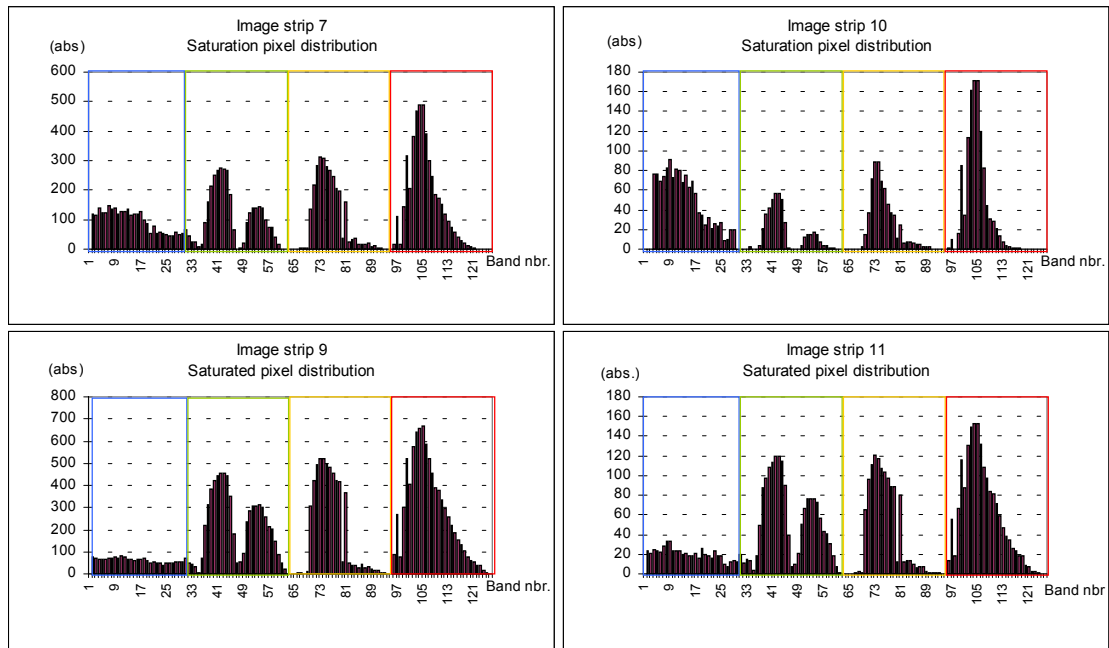 Image strip 7
Saturation pixel distribution
(abs)
600
500
400
300
200
100
0
1 9 17 25 33 41 49 57 65 73 81 89 97 105 113 121
Band nbr.
Image strip 10
Saturation pixel distribution
(abs)
180
160
140
120
100
80
60
40
20
0
1 9 17 25 33 41 49 57 65 73 81 89 97 105 113 121
Band nbr.
Image strip 9
Saturated pixel distribution
(abs)
800
700
600
500
400
300
200
100
0
1 9 17 25 33 41 49 57 65 73 81 89 97 105 113 121
Band nbr.
Image strip 11
Saturated pixel distribution
(abs.)
180
160
140
120
100
80
60
40
20
0
1 9 17 25 33 41 49 57 65 73 81 89 97 105 113 121
Band nbr